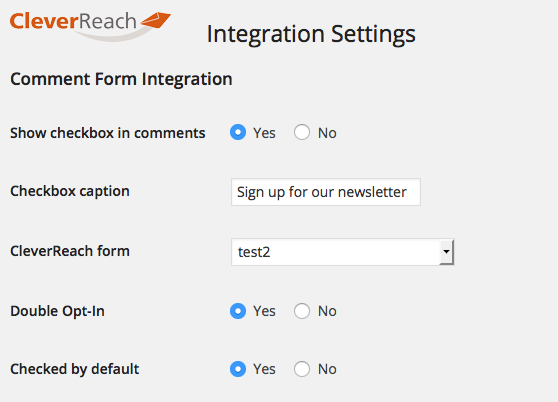 CleverReach
Integration Settings
Comment Form Integration
Show checkbox in comments Yes No
Checkbox caption Sign up for our newsletter
CleverReach form test2
Double Opt-In Yes No
Checked by default Yes No